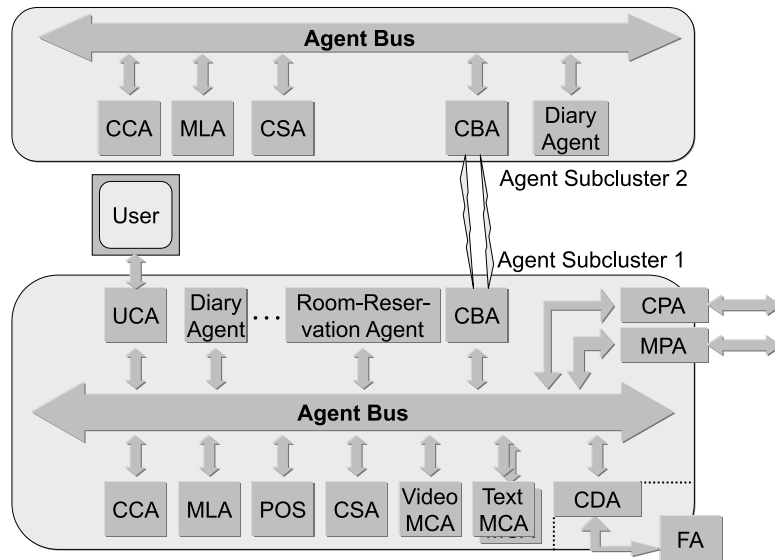 Agent Bus
CCA
MLA
CSA
CBA
Diary
Agent
Agent Subcluster 2
User
Agent Subcluster 1
UCA
Diary
Agent
...
Room-Reser-
vation Agent
CBA
CPA
MPA
Agent Bus
CCA
MLA
POS
CSA
Video
MCA
Text
MCA
CDA
FA